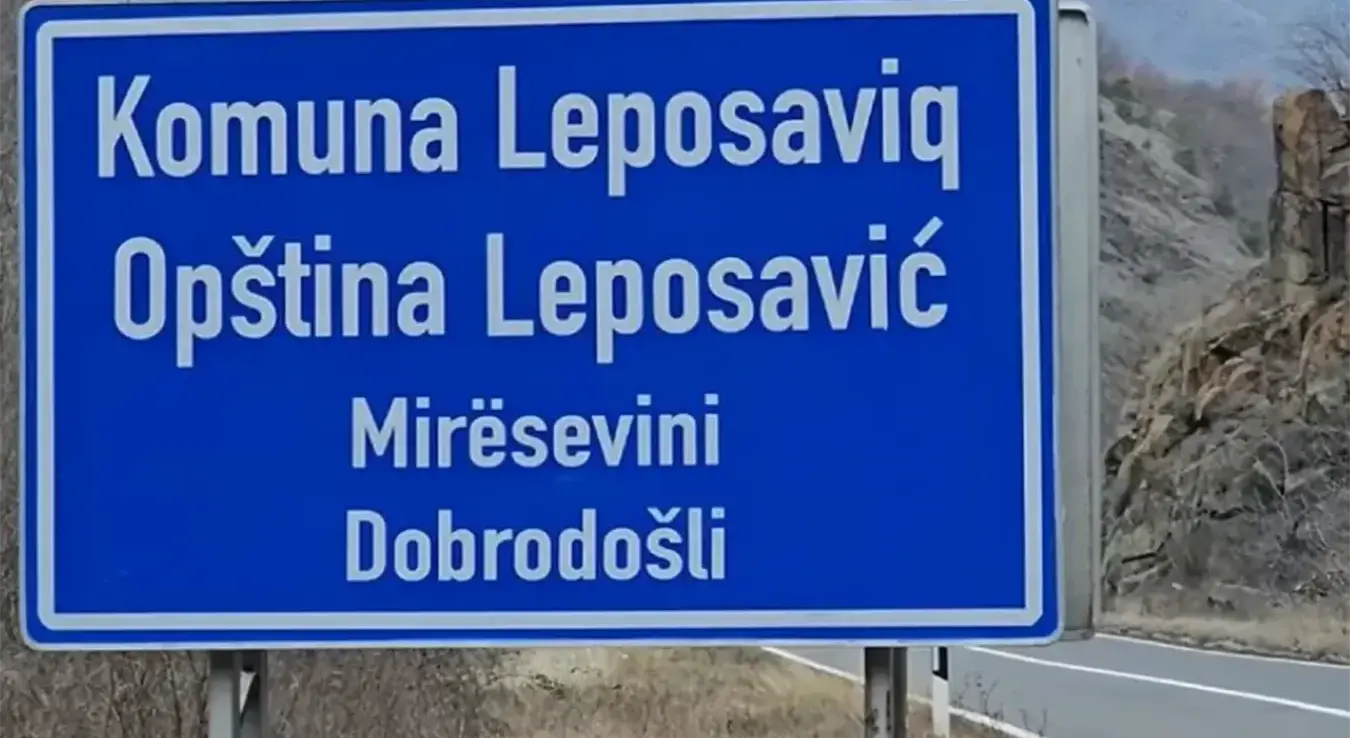 Komuna Leposaviq
Opština Leposavić
Mirësevini
Dobrodošli